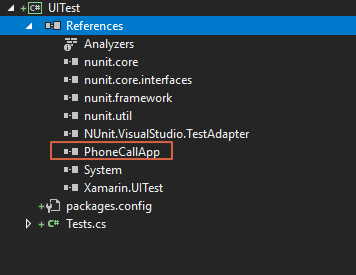 UITest
References
Analyzers
nunit.core
nunit.core.interfaces
nunit.framework
nunit.util
NUnit.VisualStudio.TestAdapter
PhoneCallApp
System
Xamarin.UITest
packages.config
C# Tests.cs